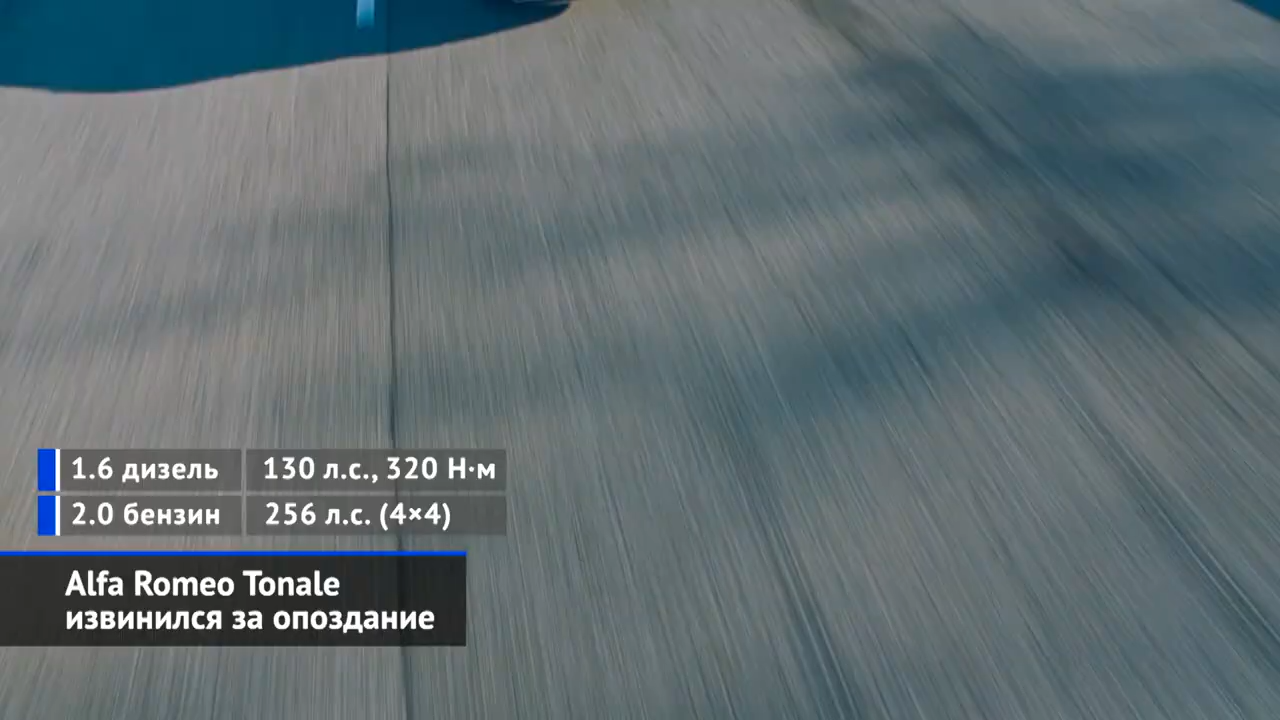 1.6 дизель 130 л.с., 320 Н·м
2.0 бензин 256 л.с. (4×4)
Alfa Romeo Tonale
извинился за опоздание